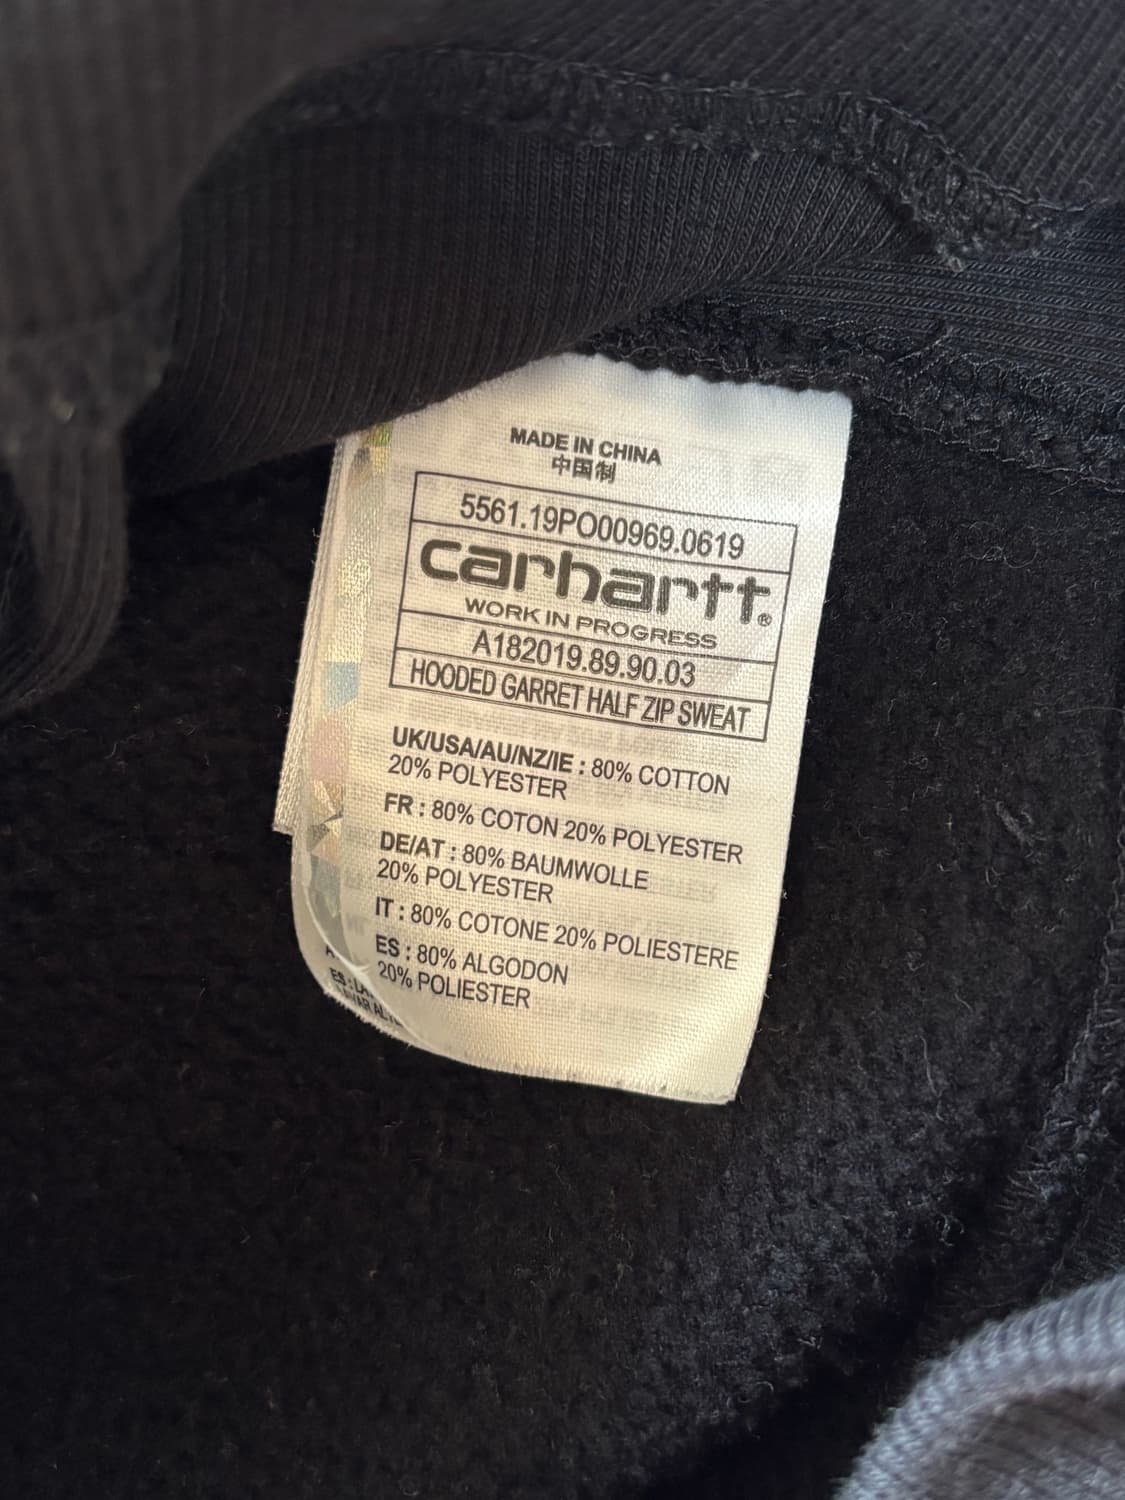 MADE IN CHINA
中国制
5561.19PO00969.0619
carhartt®
WORK IN PROGRESS
A182019.89.90.03
HOODED GARRET HALF ZIP SWEAT
UK/USA/AU/NZ/IE : 80% COTTON
20% POLYESTER
FR : 80% COTON 20% POLYESTER
DE/AT : 80% BAUMWOLLE
20% POLYESTER
IT : 80% COTONE 20% POLIESTERE
ES : 80% ALGODON
20% POLIESTER